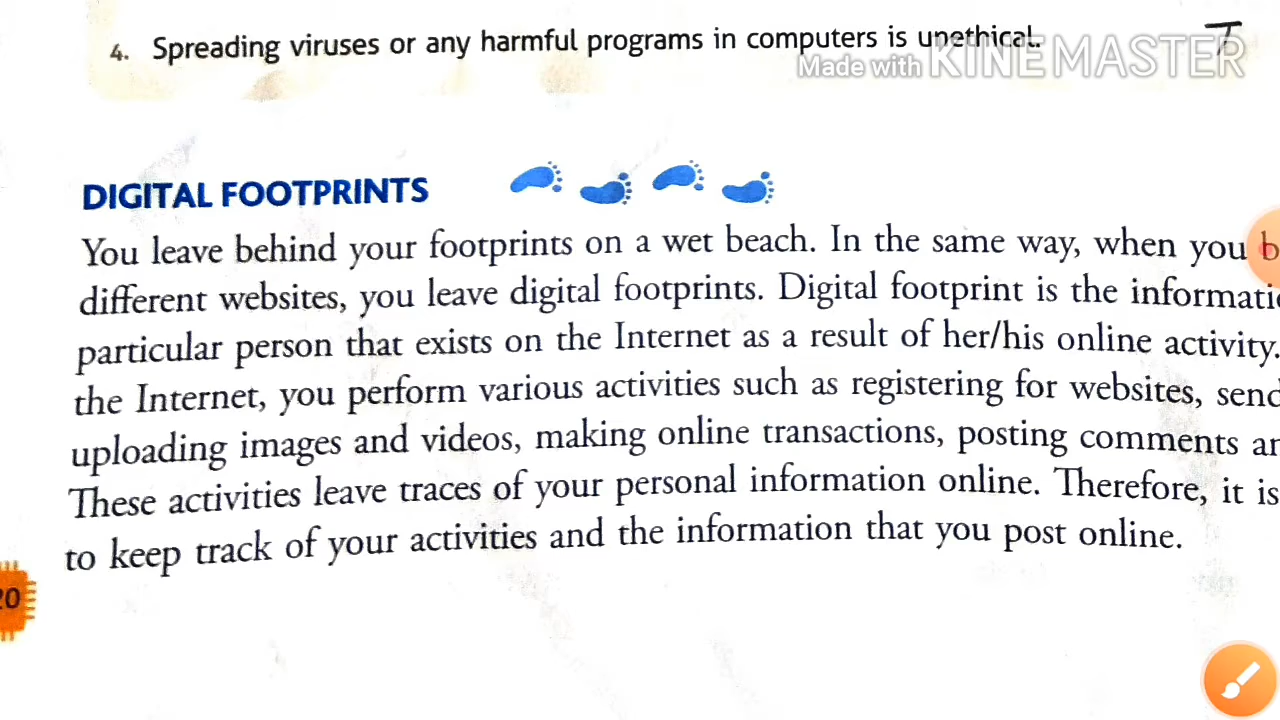 4. Spreading viruses or any harmful programs in computers is unethical. T
Made with KINEMASTER
DIGITAL FOOTPRINTS
You leave behind your footprints on a wet beach. In the same way, when you b
different websites, you leave digital footprints. Digital footprint is the informatio
particular person that exists on the Internet as a result of her/his online activity.
the Internet, you perform various activities such as registering for websites, send
uploading images and videos, making online transactions, posting comments an
These activities leave traces of your personal information online. Therefore, it is
to keep track of your activities and the information that you post online.
20